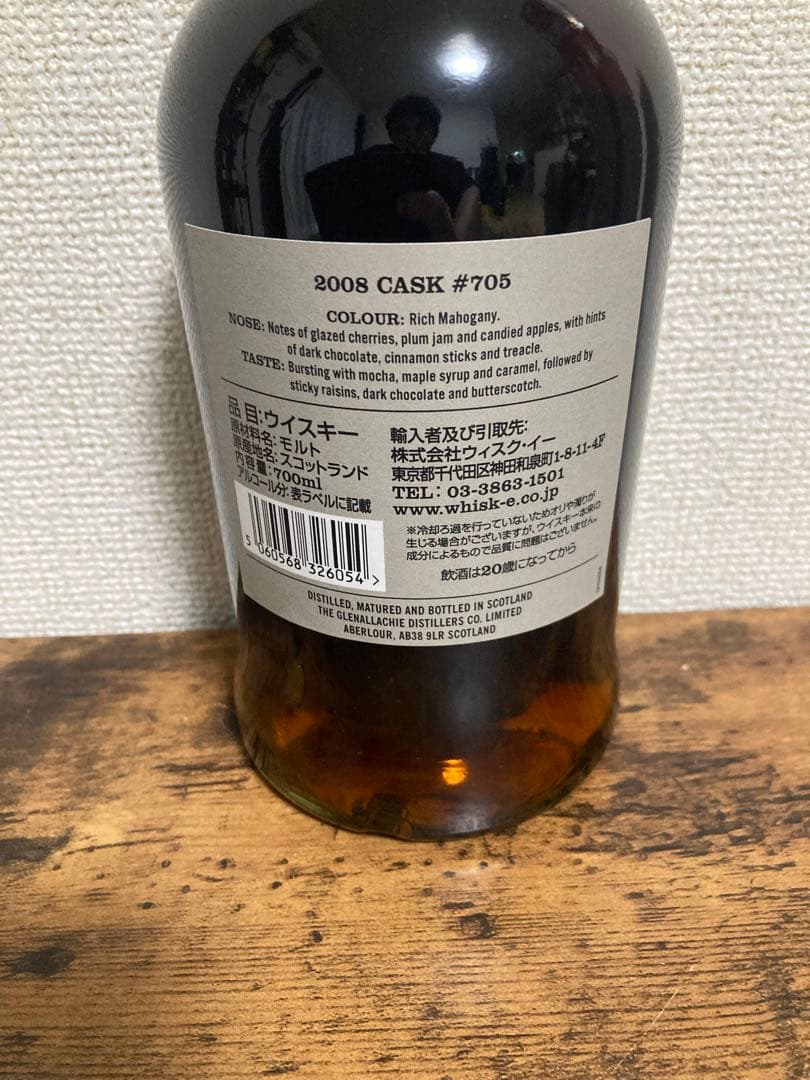 2008 CASK #705
COLOUR: Rich Mahogany.
NOSE: Notes of glazed cherries, plum jam and candied apples, with hints
of dark chocolate, cinnamon sticks and treacle.
TASTE: Bursting with mocha, maple syrup and caramel, followed by
sticky raisins, dark chocolate and butterscotch.
品 目:ウイスキー
原材料名:モルト
原産地名:スコットランド
内容量:700ml
アルコール分:表ラベルに記載
5 060568 326054 >
輸入者及び引取先:
株式会社ウィスク・イー
東京都千代田区神田和泉町1-8-11-4F
TEL: 03-3863-1501
www.whisk-e.co.jp
※冷却ろ過を行っていないためオリや濁りが
生じる場合がございますが、ウイスキー本来の
成分によるもので品質に問題はございません。
飲酒は20歳になってから
DISTILLED, MATURED AND BOTTLED IN SCOTLAND
THE GLENALLACHIE DISTILLERS CO. LIMITED
ABERLOUR, AB38 9LR SCOTLAND